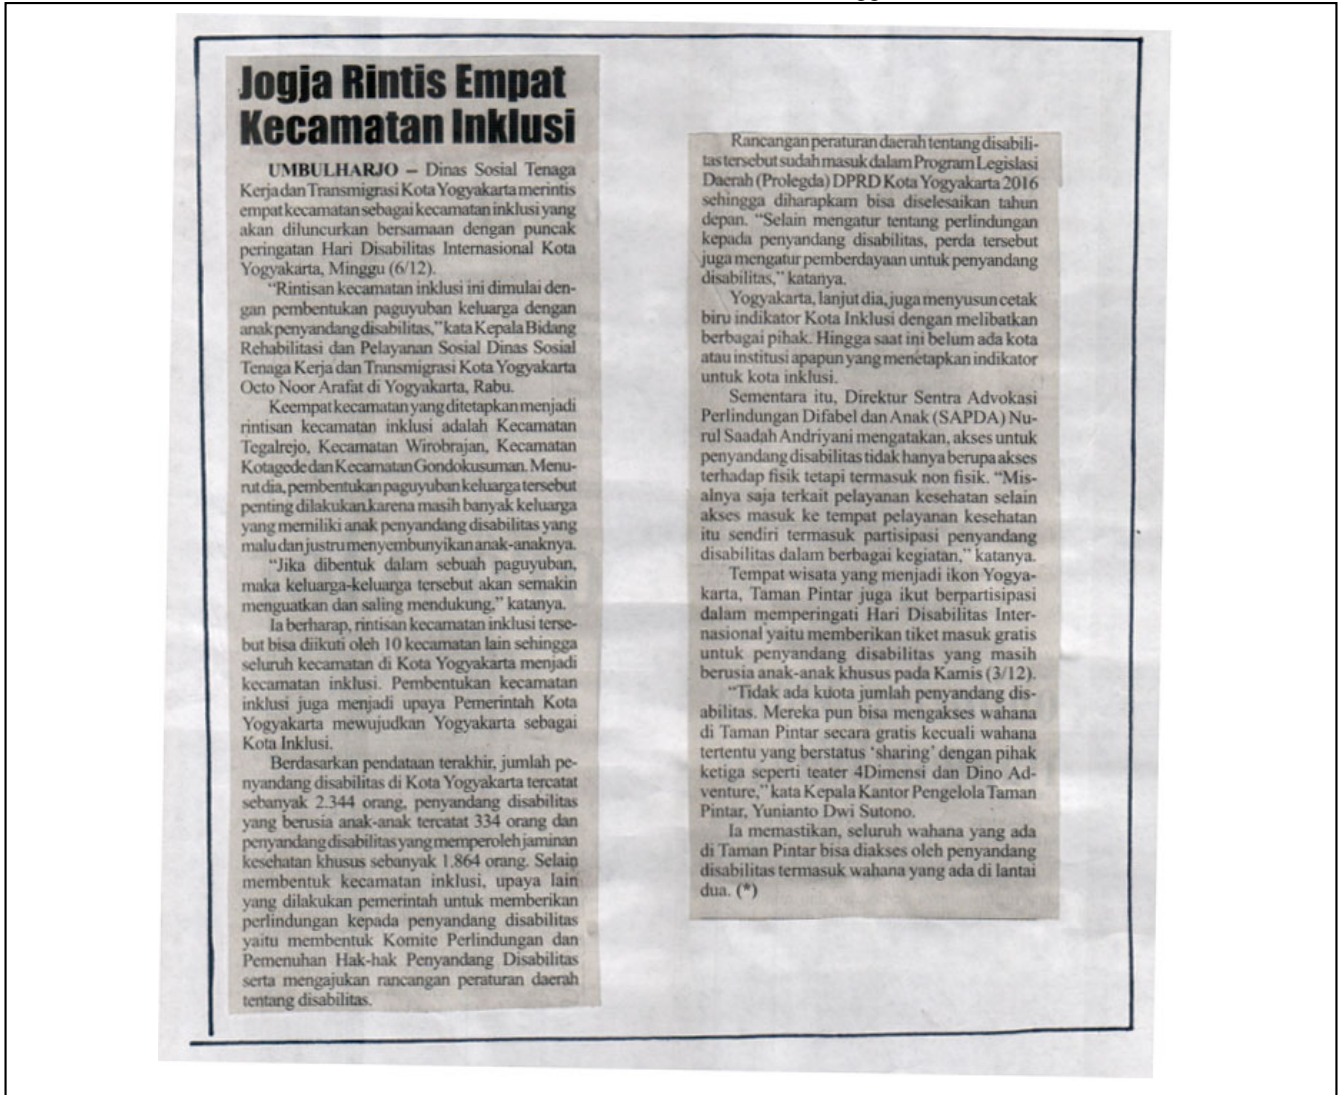 Jogja Rintis Empat
Kecamatan Inklusi
UMBULHARJO – Dinas Sosial Tenaga
Kerja dan Transmigrasi Kota Yogyakarta merintis
empat kecamatan sebagai kecamatan inklusi yang
akan diluncurkan bersamaan dengan puncak
peringatan Hari Disabilitas Internasional Kota
Yogyakarta, Minggu (6/12).
“Rintisan kecamatan inklusi ini dimulai den-
gan pembentukan paguyuban keluarga dengan
anak penyandang disabilitas,” kata Kepala Bidang
Rehabilitasi dan Pelayanan Sosial Dinas Sosial
Tenaga Kerja dan Transmigrasi Kota Yogyakarta
Octo Noor Arafat di Yogyakarta, Rabu.
Keempat kecamatan yang ditetapkan menjadi
rintisan kecamatan inklusi adalah Kecamatan
Tegalrejo, Kecamatan Wirobrajan, Kecamatan
Kotagede dan Kecamatan Gondokusuman. Menu-
rut dia, pembentukan paguyuban keluarga tersebut
penting dilakukan karena masih banyak keluarga
yang memiliki anak penyandang disabilitas yang
malu dan justru menyembunyikan anak-anaknya.
“Jika dibentuk dalam sebuah paguyuban,
maka keluarga-keluarga tersebut akan semakin
menguatkan dan saling mendukung,” katanya.
Ia berharap, rintisan kecamatan inklusi terse-
but bisa diikuti oleh 10 kecamatan lain sehingga
seluruh kecamatan di Kota Yogyakarta menjadi
kecamatan inklusi. Pembentukan kecamatan
inklusi juga menjadi upaya Pemerintah Kota
Yogyakarta mewujudkan Yogyakarta sebagai
Kota Inklusi.
Berdasarkan pendataan terakhir, jumlah pe-
nyandang disabilitas di Kota Yogyakarta tercatat
sebanyak 2.344 orang, penyandang disabilitas
yang berusia anak-anak tercatat 334 orang dan
penyandang disabilitas yang memperoleh jaminan
kesehatan khusus sebanyak 1.864 orang. Selain
membentuk kecamatan inklusi, upaya lain
yang dilakukan pemerintah untuk memberikan
perlindungan kepada penyandang disabilitas
yaitu membentuk Komite Perlindungan dan
Pemenuhan Hak-hak Penyandang Disabilitas
serta mengajukan rancangan peraturan daerah
tentang disabilitas.
Rancangan peraturan daerah tentang disabili-
tas tersebut sudah masuk dalam Program Legislasi
Daerah (Prolegda) DPRD Kota Yogyakarta 2016
sehingga diharapkam bisa diselesaikan tahun
depan. “Selain mengatur tentang perlindungan
kepada penyandang disabilitas, perda tersebut
juga mengatur pemberdayaan untuk penyandang
disabilitas,” katanya.
Yogyakarta, lanjut dia, juga menyusun cetak
biru indikator Kota Inklusi dengan melibatkan
berbagai pihak. Hingga saat ini belum ada kota
atau institusi apapun yang menetapkan indikator
untuk kota inklusi.
Sementara itu, Direktur Sentra Advokasi
Perlindungan Difabel dan Anak (SAPDA) Nu-
rul Saadah Andriyani mengatakan, akses untuk
penyandang disabilitas tidak hanya berupa akses
terhadap fisik tetapi termasuk non fisik. “Mis-
alnya saja terkait pelayanan kesehatan selain
akses masuk ke tempat pelayanan kesehatan
itu sendiri termasuk partisipasi penyandang
disabilitas dalam berbagai kegiatan,” katanya.
Tempat wisata yang menjadi ikon Yogya-
karta, Taman Pintar juga ikut berpartisipasi
dalam memperingati Hari Disabilitas Inter-
nasional yaitu memberikan tiket masuk gratis
untuk penyandang disabilitas yang masih
berusia anak-anak khusus pada Kamis (3/12).
“Tidak ada kuota jumlah penyandang dis-
abilitas. Mereka pun bisa mengakses wahana
di Taman Pintar secara gratis kecuali wahana
tertentu yang berstatus ‘sharing’ dengan pihak
ketiga seperti teater 4Dimensi dan Dino Ad-
venture,” kata Kepala Kantor Pengelola Taman
Pintar, Yunianto Dwi Sutono.
Ia memastikan, seluruh wahana yang ada
di Taman Pintar bisa diakses oleh penyandang
disabilitas termasuk wahana yang ada di lantai
dua. (*)